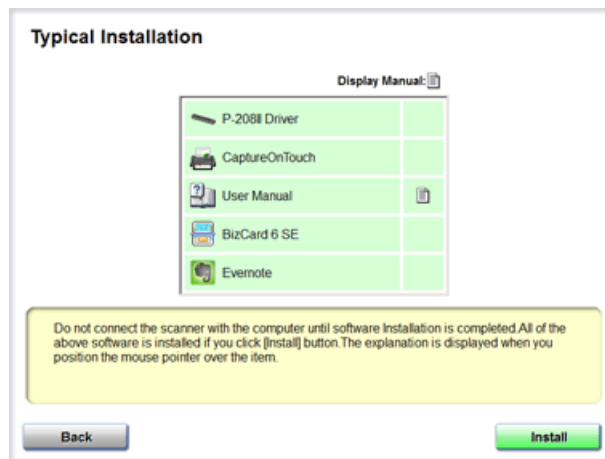 Typical Installation
Display Manual:
P-208II Driver
CaptureOnTouch
User Manual
BizCard 6 SE
Evernote
Do not connect the scanner with the computer until software Installation is completed.All of the
above software is installed if you click [Install] button.The explanation is displayed when you
position the mouse pointer over the item.
Back
Install